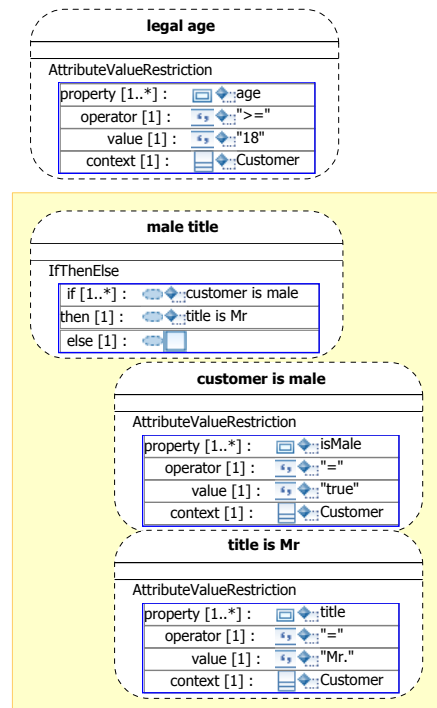 legal age
AttributeValueRestriction
property [1..*] : age
operator [1] : ">="
value [1] : "18"
context [1] : Customer
male title
IfThenElse
if [1..*] : customer is male
then [1] : title is Mr
else [1] :
customer is male
AttributeValueRestriction
property [1..*] : isMale
operator [1] : "="
value [1] : "true"
context [1] : Customer
title is Mr
AttributeValueRestriction
property [1..*] : title
operator [1] : "="
value [1] : "Mr."
context [1] : Customer